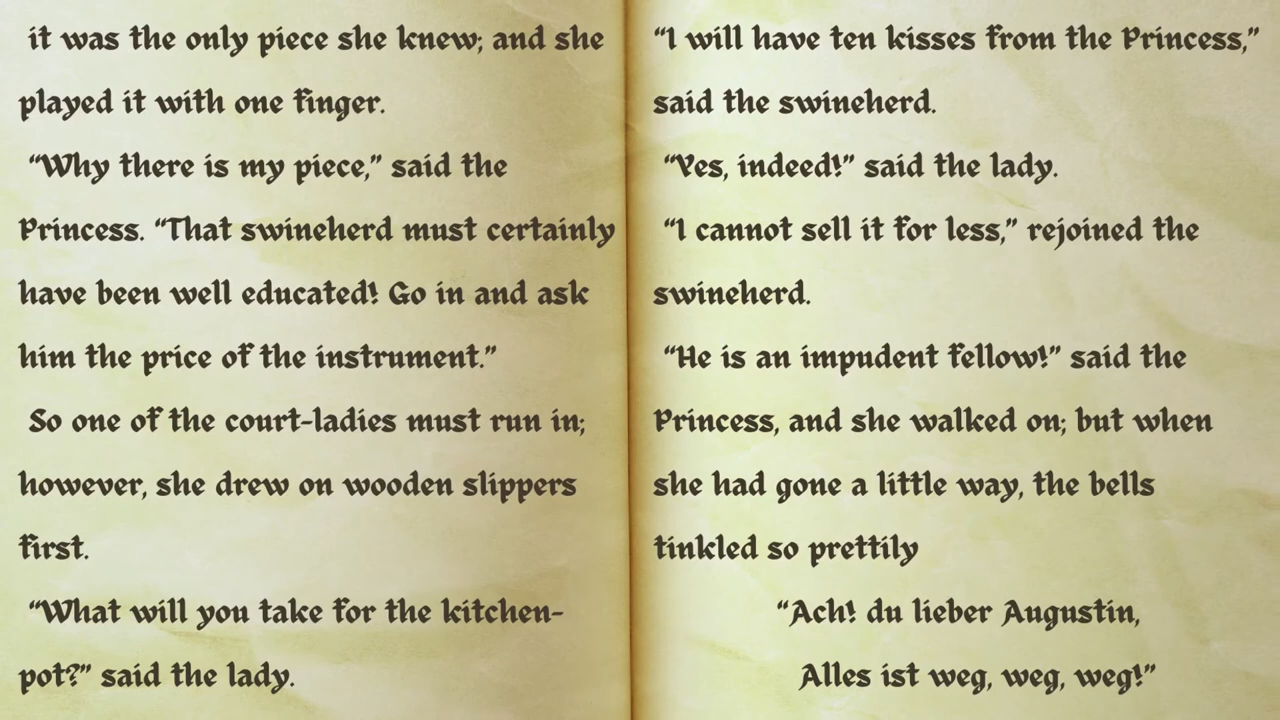 it was the only piece she knew; and she
played it with one finger.
“Why there is my piece,” said the
Princess. “That swineherd must certainly
have been well educated! Go in and ask
him the price of the instrument.”
So one of the court-ladies must run in;
however, she drew on wooden slippers
first.
“What will you take for the kitchen-
pot?” said the lady.
“I will have ten kisses from the Princess,”
said the swineherd.
“Yes, indeed!” said the lady.
“I cannot sell it for less,” rejoined the
swineherd.
“He is an impudent fellow!” said the
Princess, and she walked on; but when
she had gone a little way, the bells
tinkled so prettily
“Ach! du lieber Augustin,
Alles ist weg, weg, weg!”